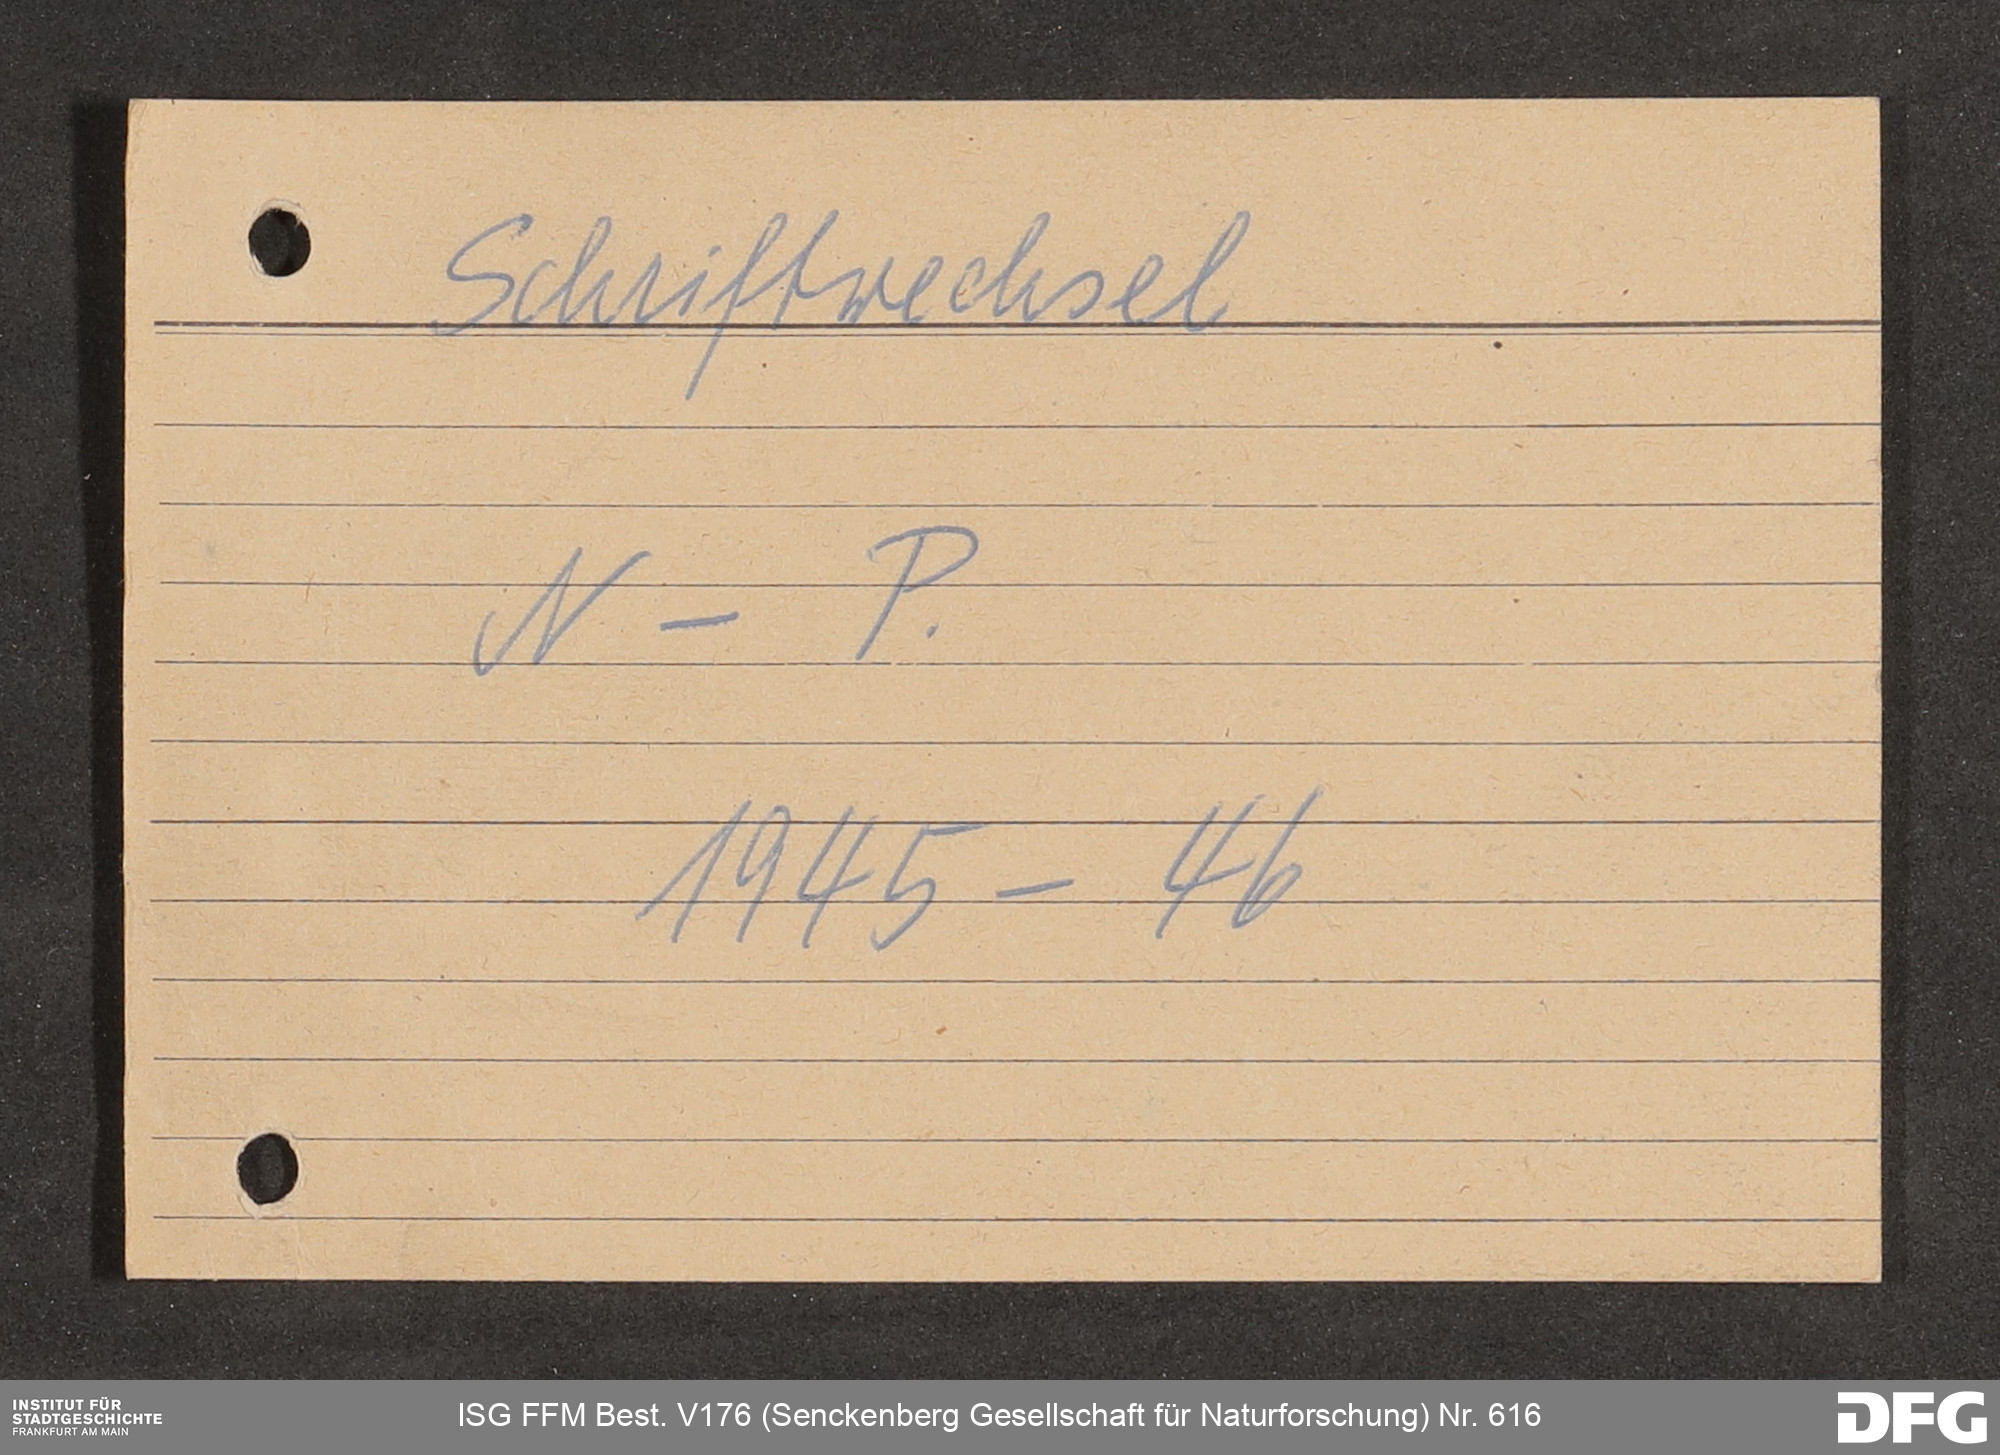 Schriftwechsel
N - P.
1945 - 46
INSTITUT FÜR
STADTGESCHICHTE
FRANKFURT AM MAIN
ISG FFM Best. V176 (Senckenberg Gesellschaft für Naturforschung) Nr. 616
DFG